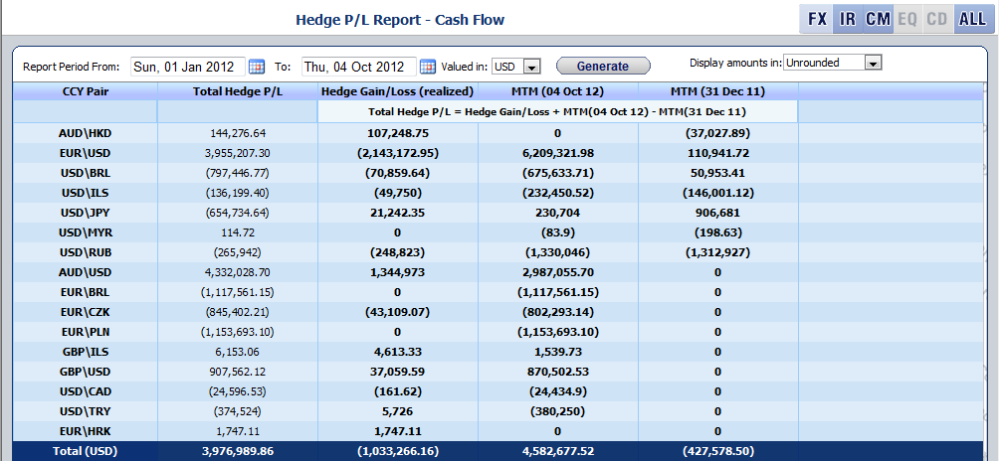 Hedge P/L Report - Cash Flow
FX IR CM EQ CD ALL
Report Period From: Sun, 01 Jan 2012 To: Thu, 04 Oct 2012 Valued in: USD Generate Display amounts in: Unrounded
CCY Pair Total Hedge P/L Hedge Gain/Loss (realized) MTM (04 Oct 12) MTM (31 Dec 11)
Total Hedge P/L = Hedge Gain/Loss + MTM(04 Oct 12) - MTM(31 Dec 11)
AUD\HKD 144,276.64 107,248.75 0 (37,027.89)
EUR\USD 3,955,207.30 (2,143,172.95) 6,209,321.98 110,941.72
USD\BRL (797,446.77) (70,859.64) (675,633.71) 50,953.41
USD\ILS (136,199.40) (49,750) (232,450.52) (146,001.12)
USD\JPY (654,734.64) 21,242.35 230,704 906,681
USD\MYR 114.72 0 (83.9) (198.63)
USD\RUB (265,942) (248,823) (1,330,046) (1,312,927)
AUD\USD 4,332,028.70 1,344,973 2,987,055.70 0
EUR\BRL (1,117,561.15) 0 (1,117,561.15) 0
EUR\CZK (845,402.21) (43,109.07) (802,293.14) 0
EUR\PLN (1,153,693.10) 0 (1,153,693.10) 0
GBP\ILS 6,153.06 4,613.33 1,539.73 0
GBP\USD 907,562.12 37,059.59 870,502.53 0
USD\CAD (24,596.53) (161.62) (24,434.9) 0
USD\TRY (374,524) 5,726 (380,250) 0
EUR\HRK 1,747.11 1,747.11 0 0
Total (USD) 3,976,989.86 (1,033,266.16) 4,582,677.52 (427,578.50)